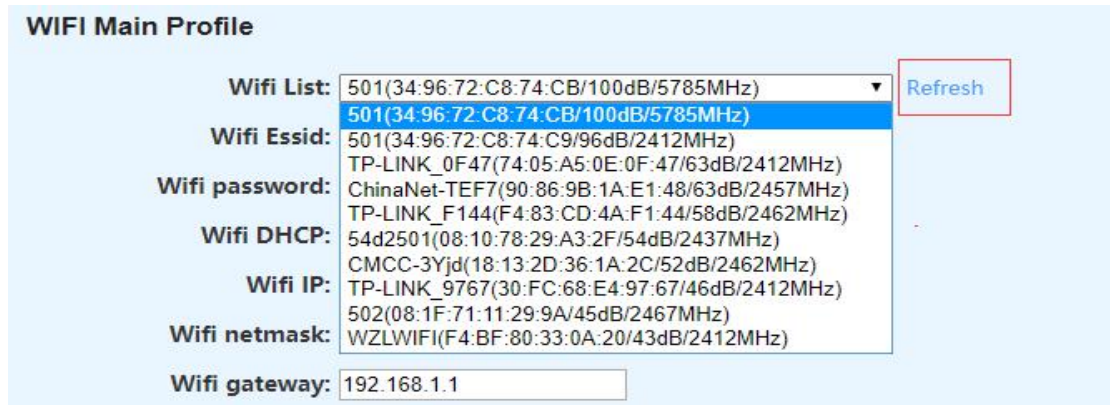 WIFI Main Profile
Wifi List: 501(34:96:72:C8:74:CB/100dB/5785MHz) ▼ Refresh
501(34:96:72:C8:74:CB/100dB/5785MHz)
Wifi Essid: 501(34:96:72:C8:74:C9/96dB/2412MHz)
TP-LINK_0F47(74:05:A5:0E:0F:47/63dB/2412MHz)
Wifi password: ChinaNet-TEF7(90:86:9B:1A:E1:48/63dB/2457MHz)
TP-LINK_F144(F4:83:CD:4A:F1:44/58dB/2462MHz)
Wifi DHCP: 54d2501(08:10:78:29:A3:2F/54dB/2437MHz)
CMCC-3Yjd(18:13:2D:36:1A:2C/52dB/2462MHz)
Wifi IP: TP-LINK_9767(30:FC:68:E4:97:67/46dB/2412MHz)
502(08:1F:71:11:29:9A/45dB/2467MHz)
Wifi netmask: WZLWIFI(F4:BF:80:33:0A:20/43dB/2412MHz)
Wifi gateway: 192.168.1.1